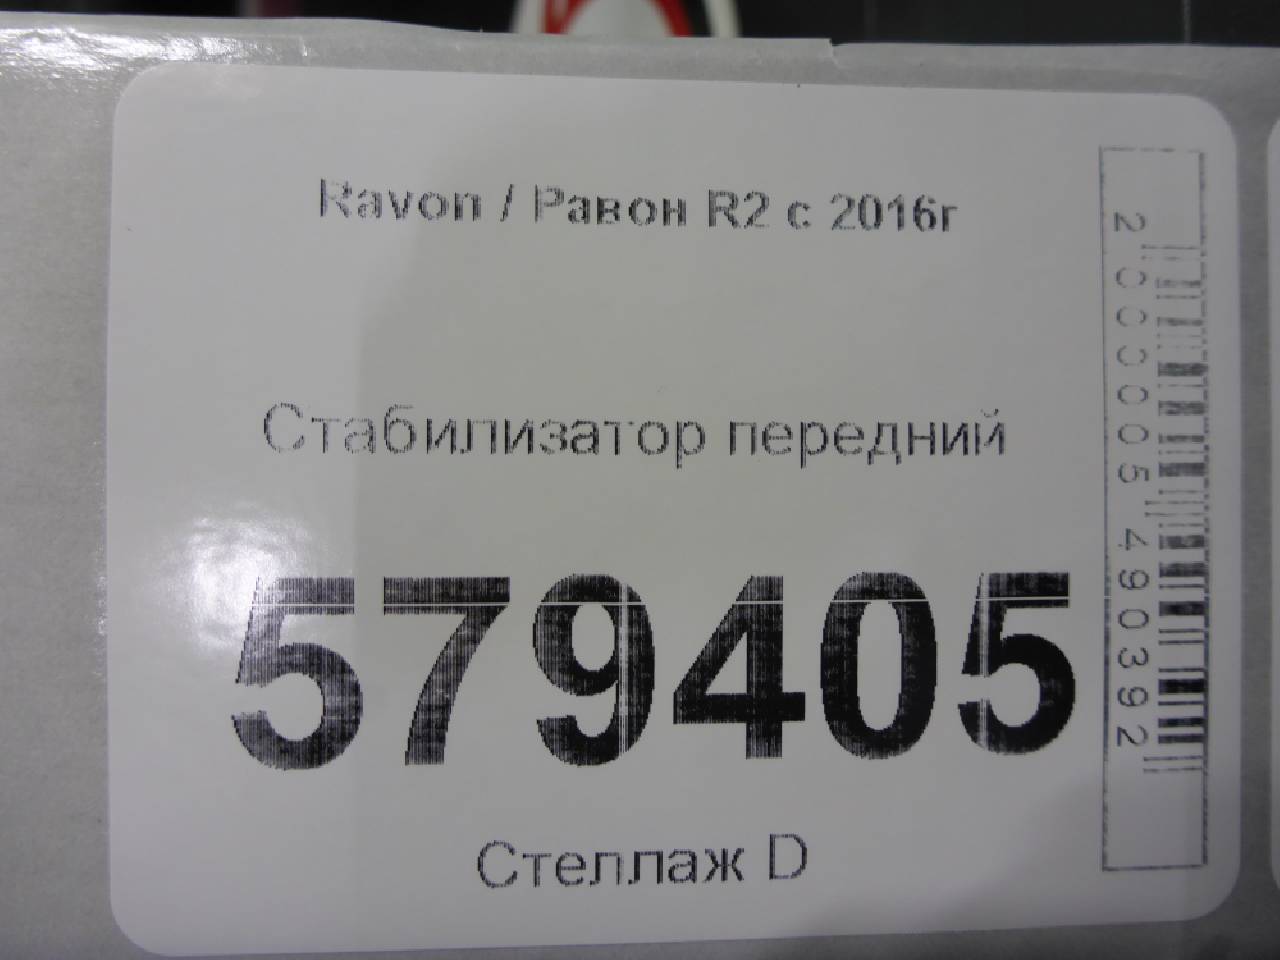 Ravon / Равон R2 с 2016г
Стабилизатор передний
579405
Стеллаж D
2000005490392